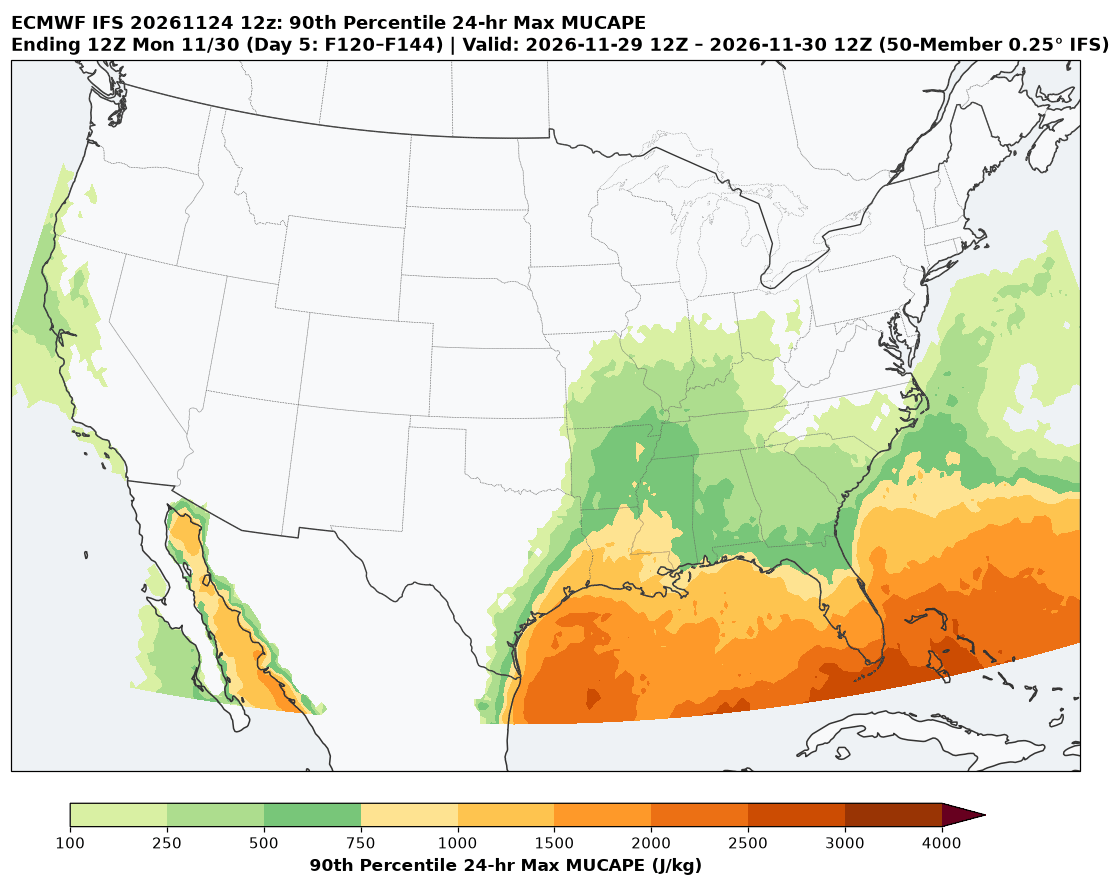 ECMWF IFS 20261124 12z: 90th Percentile 24-hr Max MUCAPE
Ending 12Z Mon 11/30 (Day 5: F120–F144) | Valid: 2026-11-29 12Z – 2026-11-30 12Z (50-Member 0.25° IFS)
100 250 500 750 1000 1500 2000 2500 3000 4000
90th Percentile 24-hr Max MUCAPE (J/kg)